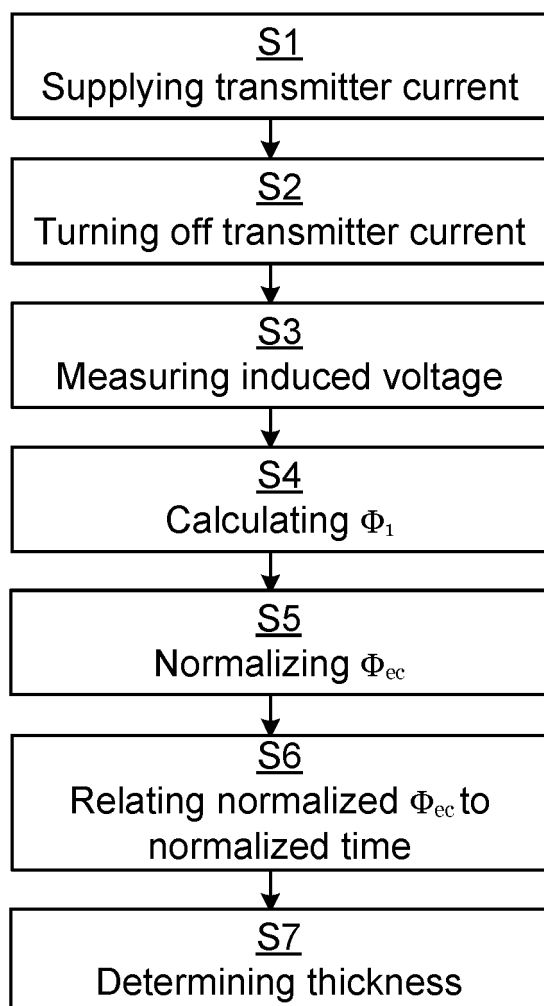 S1
Supplying transmitter current
S2
Turning off transmitter current
S3
Measuring induced voltage
S4
Calculating Φ₁
S5
Normalizing Φec
S6
Relating normalized Φec to
normalized time
S7
Determining thickness